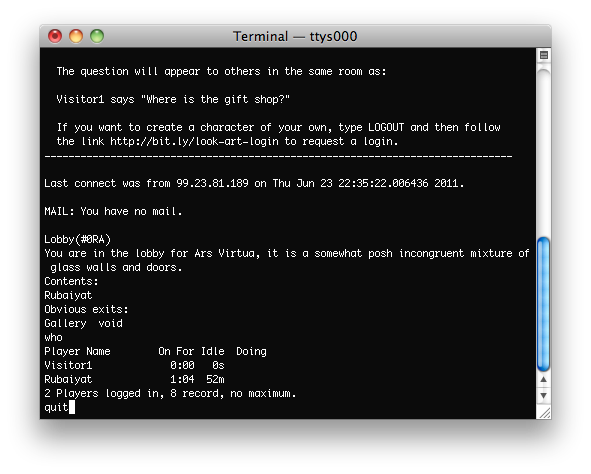 Terminal — ttys000
The question will appear to others in the same room as:
Visitor1 says "Where is the gift shop?"
If you want to create a character of your own, type LOGOUT and then follow
the link http://bit.ly/look-art-login to request a login.
------------------------------------------------------------------------------
Last connect was from 99.23.81.189 on Thu Jun 23 22:35:22.006436 2011.
MAIL: You have no mail.
Lobby(#0RA)
You are in the lobby for Ars Virtua, it is a somewhat posh incongruent mixture of
glass walls and doors.
Contents:
Rubaiyat
Obvious exits:
Gallery  void
who
Player Name        On For Idle  Doing
Visitor1             0:00   0s
Rubaiyat             1:04  52m
2 Players logged in, 8 record, no maximum.
quit